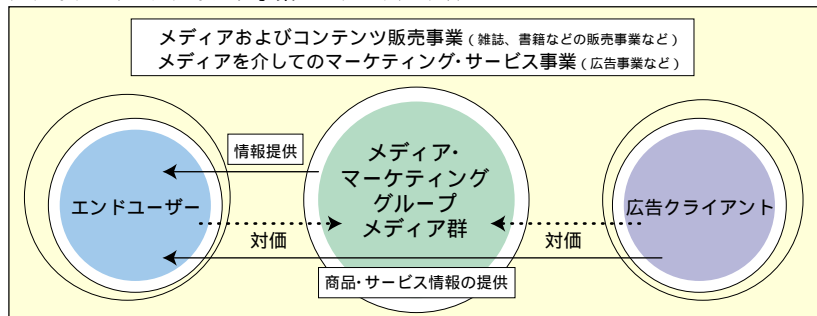 メディアおよびコンテンツ販売事業(雑誌、書籍などの販売事業など)
メディアを介してのマーケティング・サービス事業(広告事業など)
情報提供
メディア・
マーケティング
グループ
メディア群
エンドユーザー
広告クライアント
対価
対価
商品・サービス情報の提供